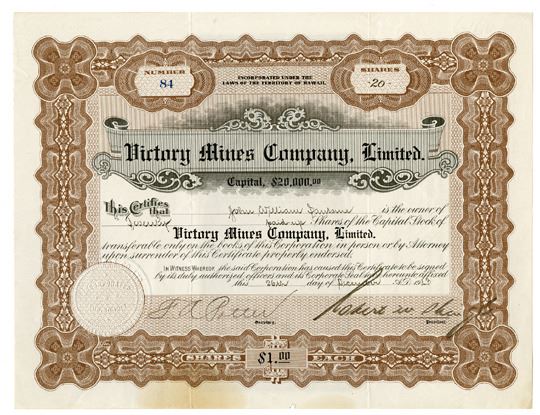 NUMBER
84
INCORPORATED UNDER THE
LAWS OF THE TERRITORY OF HAWAII.
SHARES
20
Victory Mines Company, Limited.
Capital, $20,000.00
This Certifies that John William is the owner of
Shares of the Capital Stock of
Victory Mines Company, Limited.
transferable only on the books of this Corporation in person or by Attorney
upon surrender of this Certificate properly endorsed.
IN WITNESS WHEREOF, the said Corporation has caused this Certificate to be signed
by its duly authorized officers and its Corporate Seal to be hereunto affixed
this 26th day of A.D. 19
Robert W.
Secretary. President.
SHARES $1.00 EACH